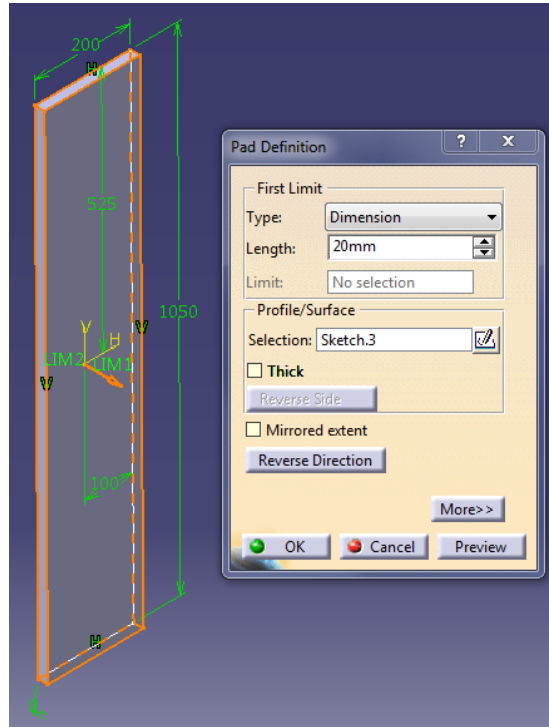 200
H
525
1050
V
H
V
LIM2
LIM1
V
100
H
Pad Definition
? X
First Limit
Type: Dimension
Length: 20mm
Limit: No selection
Profile/Surface
Selection: Sketch.3
Thick
Reverse Side
Mirrored extent
Reverse Direction
More>>
OK Cancel Preview